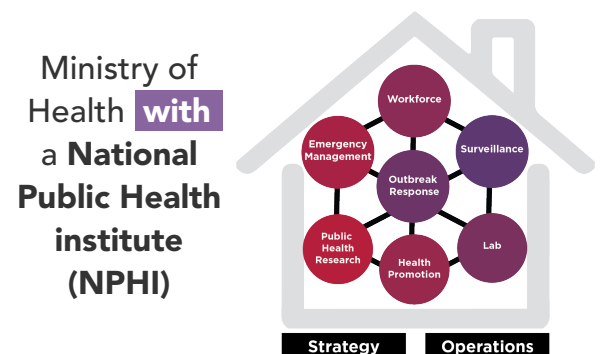 Ministry of
Health with
a National
Public Health
institute
(NPHI)
Workforce
Emergency
Management
Surveillance
Outbreak
Response
Public
Health
Research
Lab
Health
Promotion
Strategy
Operations